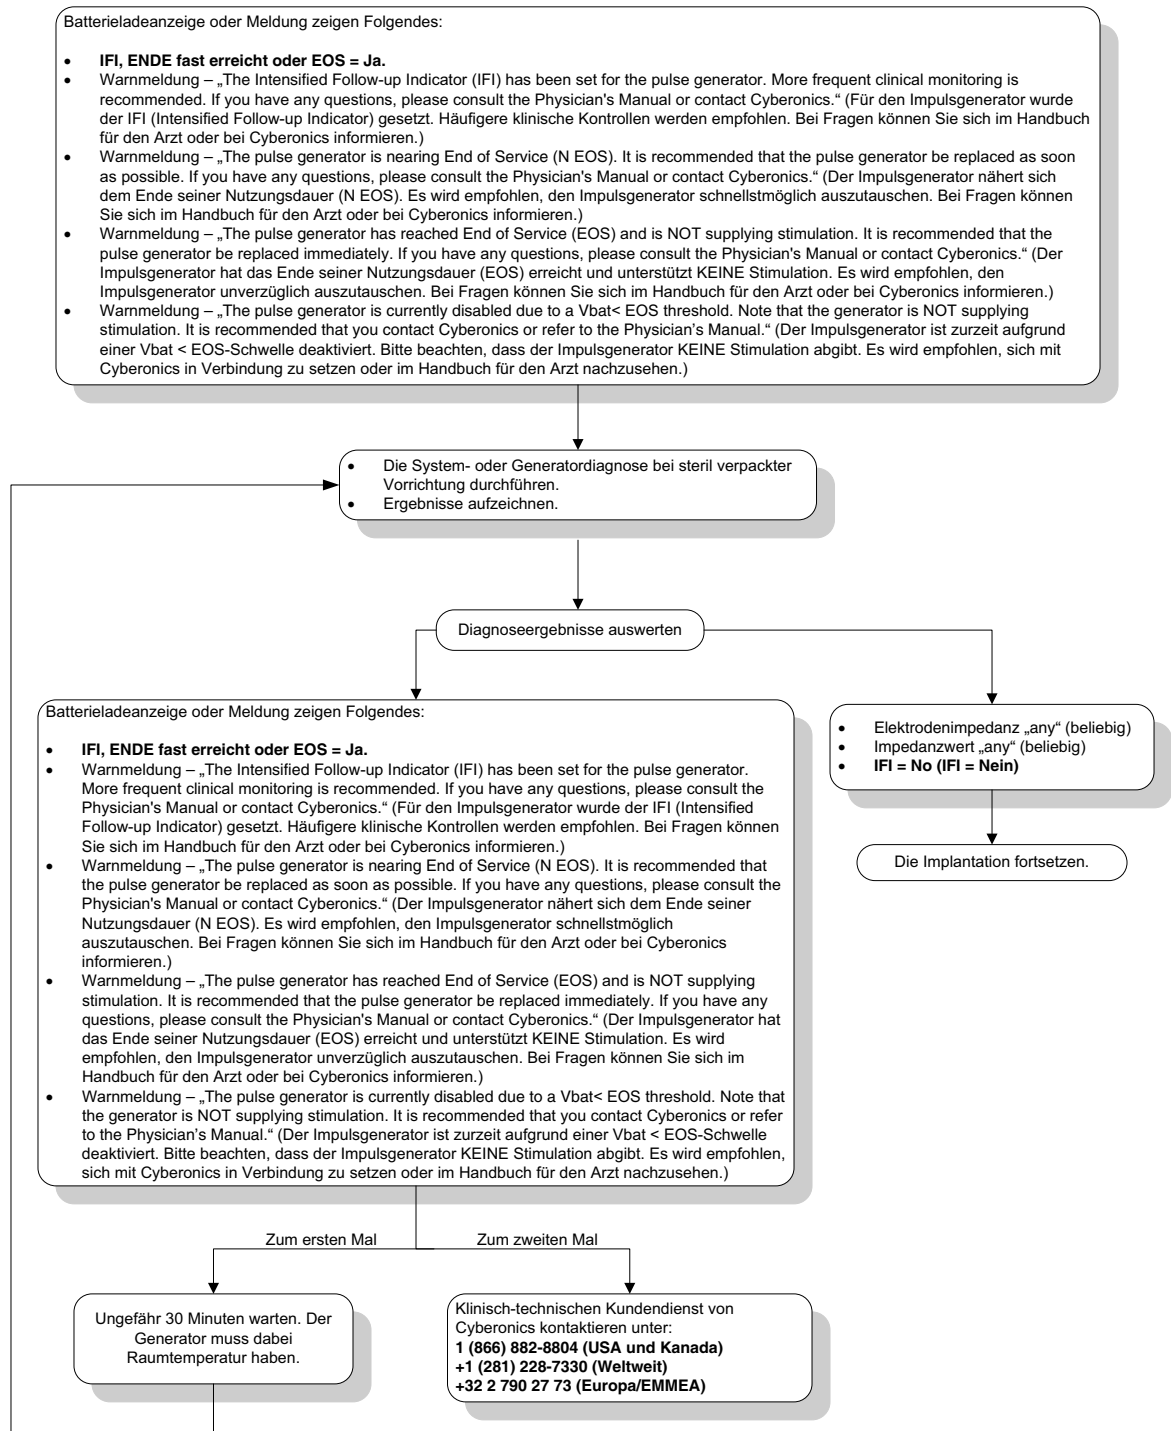 Batterieladeanzeige oder Meldung zeigen Folgendes:
• IFI, ENDE fast erreicht oder EOS = Ja.
• Warnmeldung – „The Intensified Follow-up Indicator (IFI) has been set for the pulse generator. More frequent clinical monitoring is
recommended. If you have any questions, please consult the Physician's Manual or contact Cyberonics.“ (Für den Impulsgenerator wurde
der IFI (Intensified Follow-up Indicator) gesetzt. Häufigere klinische Kontrollen werden empfohlen. Bei Fragen können Sie sich im Handbuch
für den Arzt oder bei Cyberonics informieren.)
• Warnmeldung – „The pulse generator is nearing End of Service (N EOS). It is recommended that the pulse generator be replaced as soon
as possible. If you have any questions, please consult the Physician's Manual or contact Cyberonics.“ (Der Impulsgenerator nähert sich
dem Ende seiner Nutzungsdauer (N EOS). Es wird empfohlen, den Impulsgenerator schnellstmöglich auszutauschen. Bei Fragen können
Sie sich im Handbuch für den Arzt oder bei Cyberonics informieren.)
• Warnmeldung – „The pulse generator has reached End of Service (EOS) and is NOT supplying stimulation. It is recommended that the
pulse generator be replaced immediately. If you have any questions, please consult the Physician's Manual or contact Cyberonics.“ (Der
Impulsgenerator hat das Ende seiner Nutzungsdauer (EOS) erreicht und unterstützt KEINE Stimulation. Es wird empfohlen, den
Impulsgenerator unverzüglich auszutauschen. Bei Fragen können Sie sich im Handbuch für den Arzt oder bei Cyberonics informieren.)
• Warnmeldung – „The pulse generator is currently disabled due to a Vbat< EOS threshold. Note that the generator is NOT supplying
stimulation. It is recommended that you contact Cyberonics or refer to the Physician’s Manual.“ (Der Impulsgenerator ist zurzeit aufgrund
einer Vbat < EOS-Schwelle deaktiviert. Bitte beachten, dass der Impulsgenerator KEINE Stimulation abgibt. Es wird empfohlen, sich mit
Cyberonics in Verbindung zu setzen oder im Handbuch für den Arzt nachzusehen.)
• Die System- oder Generatordiagnose bei steril verpackter
Vorrichtung durchführen.
• Ergebnisse aufzeichnen.
Diagnoseergebnisse auswerten
Batterieladeanzeige oder Meldung zeigen Folgendes:
• IFI, ENDE fast erreicht oder EOS = Ja.
• Warnmeldung – „The Intensified Follow-up Indicator (IFI) has been set for the pulse generator.
More frequent clinical monitoring is recommended. If you have any questions, please consult the
Physician's Manual or contact Cyberonics.“ (Für den Impulsgenerator wurde der IFI (Intensified
Follow-up Indicator) gesetzt. Häufigere klinische Kontrollen werden empfohlen. Bei Fragen können
Sie sich im Handbuch für den Arzt oder bei Cyberonics informieren.)
• Warnmeldung – „The pulse generator is nearing End of Service (N EOS). It is recommended that
the pulse generator be replaced as soon as possible. If you have any questions, please consult the
Physician's Manual or contact Cyberonics.“ (Der Impulsgenerator nähert sich dem Ende seiner
Nutzungsdauer (N EOS). Es wird empfohlen, den Impulsgenerator schnellstmöglich
auszutauschen. Bei Fragen können Sie sich im Handbuch für den Arzt oder bei Cyberonics
informieren.)
• Warnmeldung – „The pulse generator has reached End of Service (EOS) and is NOT supplying
stimulation. It is recommended that the pulse generator be replaced immediately. If you have any
questions, please consult the Physician's Manual or contact Cyberonics.“ (Der Impulsgenerator hat
das Ende seiner Nutzungsdauer (EOS) erreicht und unterstützt KEINE Stimulation. Es wird
empfohlen, den Impulsgenerator unverzüglich auszutauschen. Bei Fragen können Sie sich im
Handbuch für den Arzt oder bei Cyberonics informieren.)
• Warnmeldung – „The pulse generator is currently disabled due to a Vbat< EOS threshold. Note that
the generator is NOT supplying stimulation. It is recommended that you contact Cyberonics or refer
to the Physician’s Manual.“ (Der Impulsgenerator ist zurzeit aufgrund einer Vbat < EOS-Schwelle
deaktiviert. Bitte beachten, dass der Impulsgenerator KEINE Stimulation abgibt. Es wird empfohlen,
sich mit Cyberonics in Verbindung zu setzen oder im Handbuch für den Arzt nachzusehen.)
• Elektrodenimpedanz „any“ (beliebig)
• Impedanzwert „any“ (beliebig)
• IFI = No (IFI = Nein)
Die Implantation fortsetzen.
Zum ersten Mal
Zum zweiten Mal
Ungefähr 30 Minuten warten. Der
Generator muss dabei
Raumtemperatur haben.
Klinisch-technischen Kundendienst von
Cyberonics kontaktieren unter:
1 (866) 882-8804 (USA und Kanada)
+1 (281) 228-7330 (Weltweit)
+32 2 790 27 73 (Europa/EMMEA)